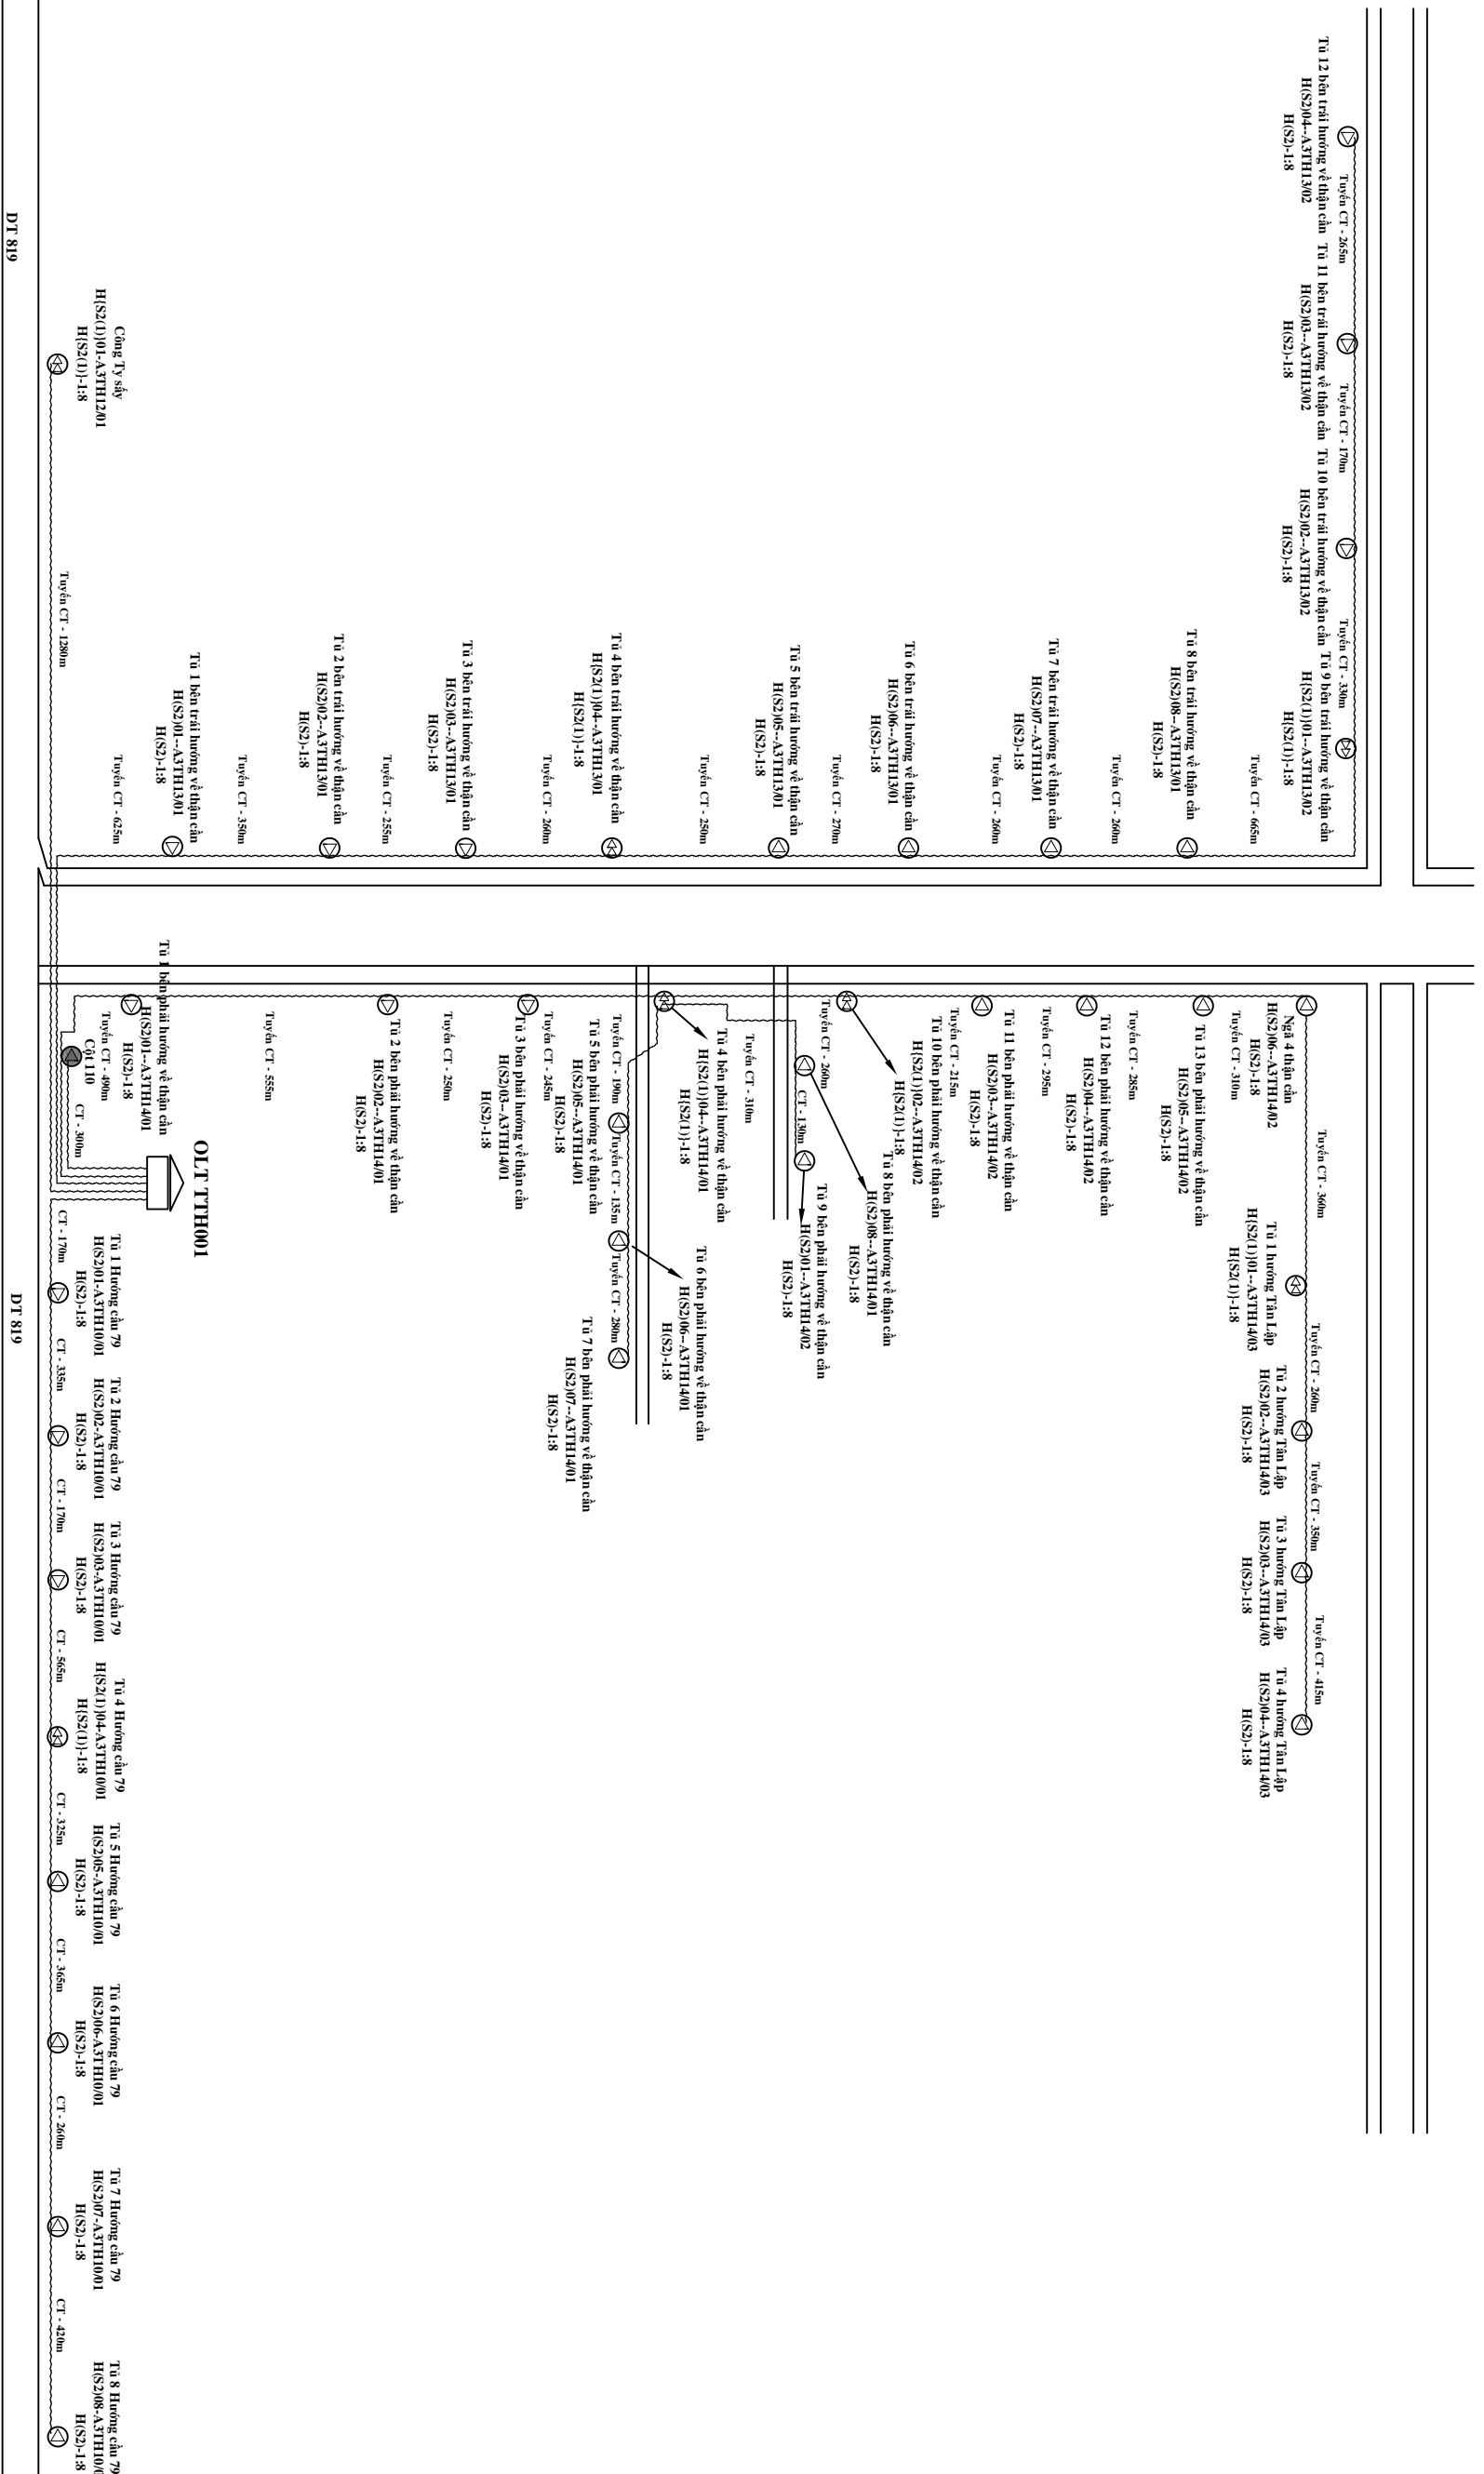 Tủ 12 bên trái hướng về thận cần
H(S2)04--A3TH13/02
H(S2)-1:8
Tuyến CT - 265m
Tủ 11 bên trái hướng về thận cần
H(S2)03--A3TH13/02
H(S2)-1:8
Tuyến CT - 170m
Tủ 10 bên trái hướng về thận cần
H(S2)02--A3TH13/02
H(S2)-1:8
Tuyến CT - 330m
Tủ 9 bên trái hướng về thận cần
H{S2(1)}01--A3TH13/02
H{S2(1)}-1:8
Tuyến CT - 665m
Tủ 8 bên trái hướng về thận cần
H(S2)08--A3TH13/01
H(S2)-1:8
Tuyến CT - 260m
Tủ 7 bên trái hướng về thận cần
H(S2)07--A3TH13/01
H(S2)-1:8
Tuyến CT - 260m
Tủ 6 bên trái hướng về thận cần
H(S2)06--A3TH13/01
H(S2)-1:8
Tuyến CT - 270m
Tủ 5 bên trái hướng về thận cần
H(S2)05--A3TH13/01
H(S2)-1:8
Tuyến CT - 250m
Tủ 4 bên trái hướng về thận cần
H{S2(1)}04--A3TH13/01
H{S2(1)}-1:8
Tuyến CT - 260m
Tủ 3 bên trái hướng về thận cần
H(S2)03--A3TH13/01
H(S2)-1:8
Tuyến CT - 255m
Tủ 2 bên trái hướng về thận cần
H(S2)02--A3TH13/01
H(S2)-1:8
Tuyến CT - 350m
Tủ 1 bên trái hướng về thận cần
H(S2)01--A3TH13/01
H(S2)-1:8
Tuyến CT - 625m
Công Ty sấy
H{S2(1)}01-A3TH12/01
H{S2(1)}-1:8
Tuyến CT - 1280m
DT 819
Ngã 4 thận cần
H(S2)06--A3TH14/02
H(S2)-1:8
Tuyến CT - 310m
Tuyến CT - 360m
Tủ 1 hướng Tân Lập
H{S2(1)}01--A3TH14/03
H{S2(1)}-1:8
Tuyến CT - 260m
Tủ 2 hướng Tân Lập
H(S2)02--A3TH14/03
H(S2)-1:8
Tuyến CT - 350m
Tủ 3 hướng Tân Lập
H(S2)03--A3TH14/03
H(S2)-1:8
Tuyến CT - 415m
Tủ 4 hướng Tân Lập
H(S2)04--A3TH14/03
H(S2)-1:8
Tủ 13 bên phải hướng về thận cần
H(S2)05--A3TH14/02
H(S2)-1:8
Tuyến CT - 285m
Tủ 12 bên phải hướng về thận cần
H(S2)04--A3TH14/02
H(S2)-1:8
Tuyến CT - 295m
Tủ 11 bên phải hướng về thận cần
H(S2)03--A3TH14/02
H(S2)-1:8
Tuyến CT - 215m
Tủ 10 bên phải hướng về thận cần
H{S2(1)}02--A3TH14/02
H{S2(1)}-1:8
Tủ 8 bên phải hướng về thận cần
H(S2)08--A3TH14/01
H(S2)-1:8
Tuyến CT - 260m
CT - 130m
Tủ 9 bên phải hướng về thận cần
H(S2)01--A3TH14/02
H(S2)-1:8
Tuyến CT - 310m
Tủ 4 bên phải hướng về thận cần
H{S2(1)}04--A3TH14/01
H{S2(1)}-1:8
Tủ 6 bên phải hướng về thận cần
H(S2)06--A3TH14/01
H(S2)-1:8
Tuyến CT - 190m
Tuyến CT - 135m
Tuyến CT - 280m
Tủ 5 bên phải hướng về thận cần
H(S2)05--A3TH14/01
H(S2)-1:8
Tủ 7 bên phải hướng về thận cần
H(S2)07--A3TH14/01
H(S2)-1:8
Tuyến CT - 245m
Tủ 3 bên phải hướng về thận cần
H(S2)03--A3TH14/01
H(S2)-1:8
Tuyến CT - 250m
Tủ 2 bên phải hướng về thận cần
H(S2)02--A3TH14/01
H(S2)-1:8
Tuyến CT - 555m
Tủ 1 bên phải hướng về thận cần
H(S2)01--A3TH14/01
H(S2)-1:8
Tuyến CT - 490m
Cột 110
CT - 300m
OLT TTH001
CT - 170m
Tủ 1 Hướng cầu 79
H(S2)01-A3TH10/01
H(S2)-1:8
CT - 335m
Tủ 2 Hướng cầu 79
H(S2)02-A3TH10/01
H(S2)-1:8
CT - 170m
Tủ 3 Hướng cầu 79
H(S2)03-A3TH10/01
H(S2)-1:8
CT - 565m
Tủ 4 Hướng cầu 79
H{S2(1)}04-A3TH10/01
H{S2(1)}-1:8
CT - 325m
Tủ 5 Hướng cầu 79
H(S2)05-A3TH10/01
H(S2)-1:8
CT - 365m
Tủ 6 Hướng cầu 79
H(S2)06-A3TH10/01
H(S2)-1:8
CT - 260m
Tủ 7 Hướng cầu 79
H(S2)07-A3TH10/01
H(S2)-1:8
CT - 420m
Tủ 8 Hướng cầu 79
H(S2)08-A3TH10/0
H(S2)-1:8
DT 819